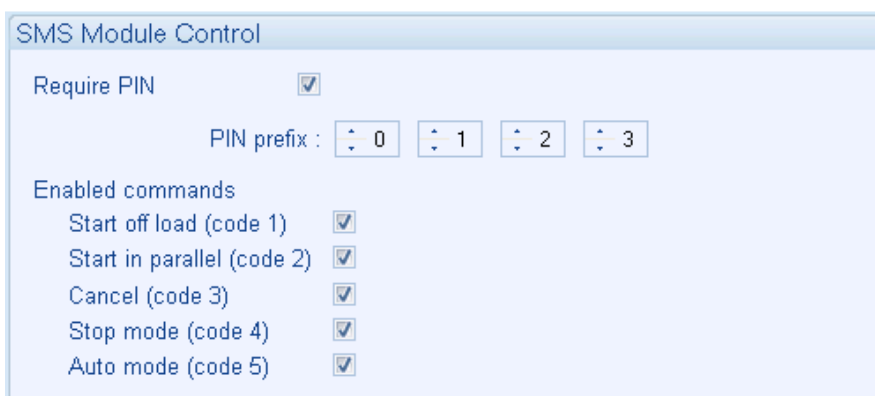 SMS Module Control
Require PIN
PIN prefix : 0 1 2 3
Enabled commands
Start off load (code 1)
Start in parallel (code 2)
Cancel (code 3)
Stop mode (code 4)
Auto mode (code 5)